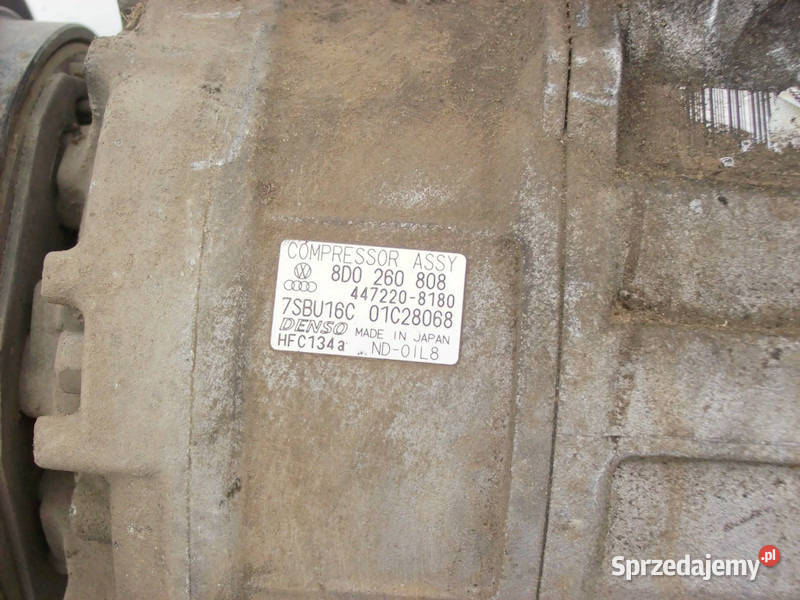 COMPRESSOR ASSY
8D0 260 808
447220-8180
7SBU16C 01C28068
DENSO MADE IN JAPAN
HFC134a ND-OIL8
Sprzedajemy.pl